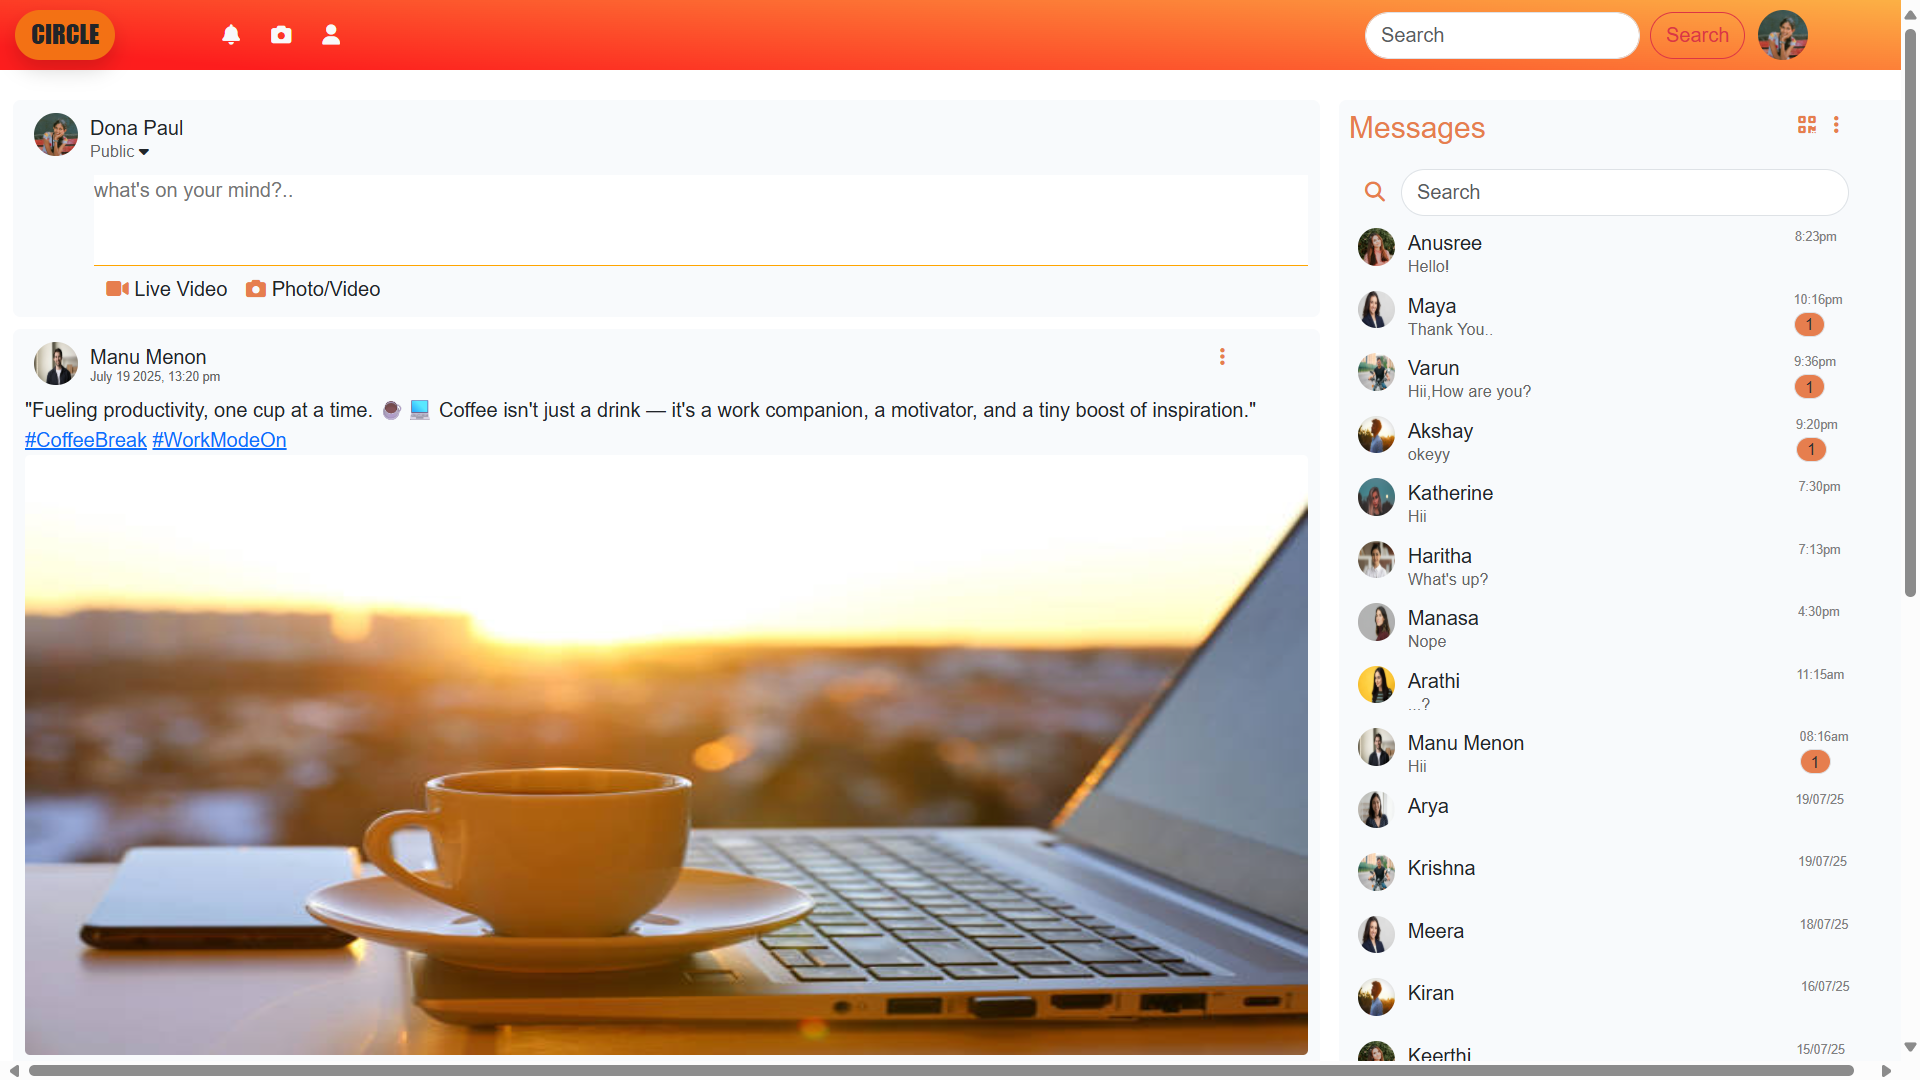 CIRCLE
Search
Search
Dona Paul
Public
what's on your mind?..
Live Video Photo/Video
Manu Menon
July 19 2025, 13:20 pm
"Fueling productivity, one cup at a time. ☕ 💻 Coffee isn't just a drink — it's a work companion, a motivator, and a tiny boost of inspiration."
#CoffeeBreak #WorkModeOn
Messages
Search
Anusree 8:23pm
Hello!
Maya 10:16pm
Thank You.. 1
Varun 9:36pm
Hii,How are you? 1
Akshay 9:20pm
okeyy 1
Katherine 7:30pm
Hii
Haritha 7:13pm
What's up?
Manasa 4:30pm
Nope
Arathi 11:15am
...?
Manu Menon 08:16am
Hii 1
Arya 19/07/25
Krishna 19/07/25
Meera 18/07/25
Kiran 16/07/25
Keerthi 15/07/25